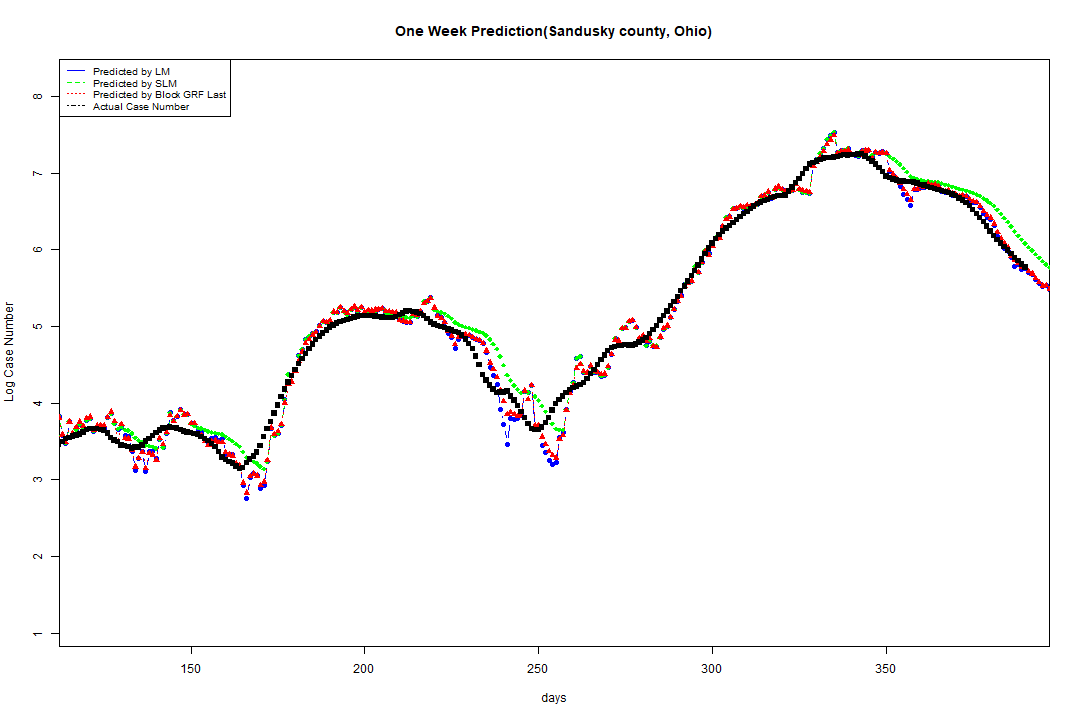 One Week Prediction(Sandusky county, Ohio)
Predicted by LM
Predicted by SLM
Predicted by Block GRF Last
Actual Case Number
8
7
6
5
4
3
2
1
Log Case Number
150 200 250 300 350
days